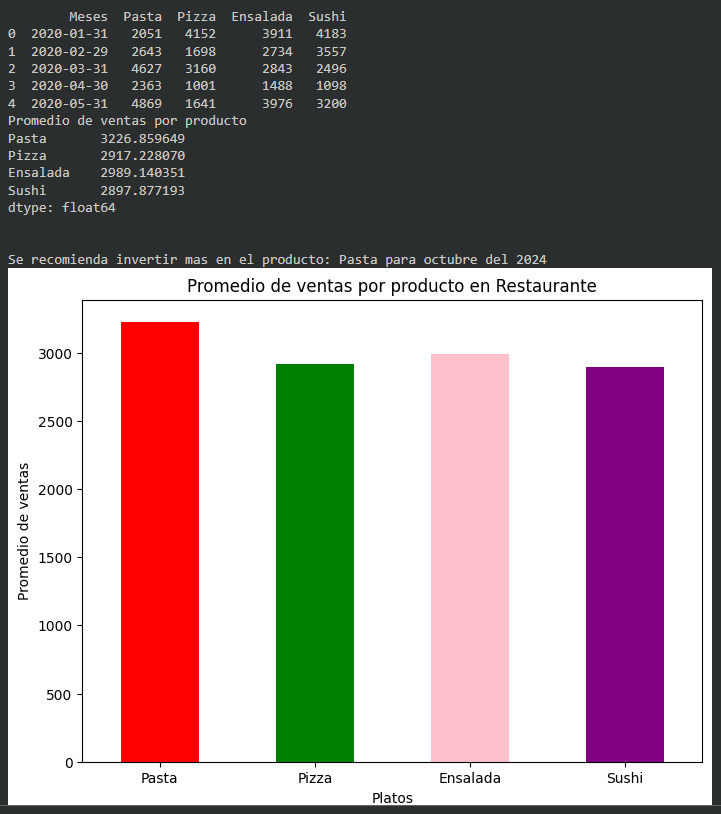 Meses Pasta Pizza Ensalada Sushi
0 2020-01-31 2051 4152 3911 4183
1 2020-02-29 2643 1698 2734 3557
2 2020-03-31 4627 3160 2843 2496
3 2020-04-30 2363 1001 1488 1098
4 2020-05-31 4869 1641 3976 3200
Promedio de ventas por producto
Pasta 3226.859649
Pizza 2917.228070
Ensalada 2989.140351
Sushi 2897.877193
dtype: float64
Se recomienda invertir mas en el producto: Pasta para octubre del 2024
Promedio de ventas por producto en Restaurante
Promedio de ventas
3000
2500
2000
1500
1000
500
0
Pasta Pizza Ensalada Sushi
Platos